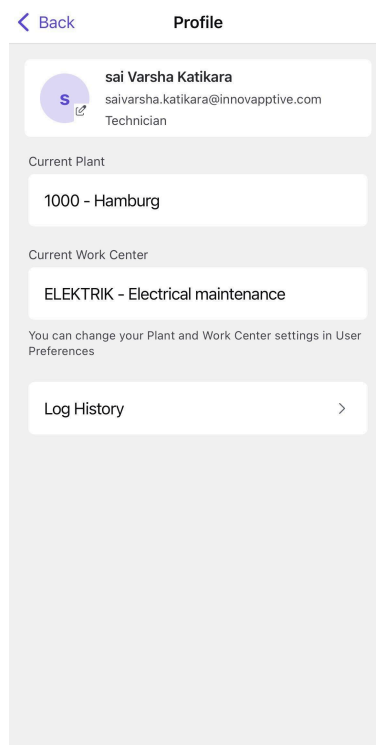 Back
Profile
s
sai Varsha Katikara
saivarsha.katikara@innovapptive.com
Technician
Current Plant
1000 - Hamburg
Current Work Center
ELEKTRIK - Electrical maintenance
You can change your Plant and Work Center settings in User
Preferences
Log History